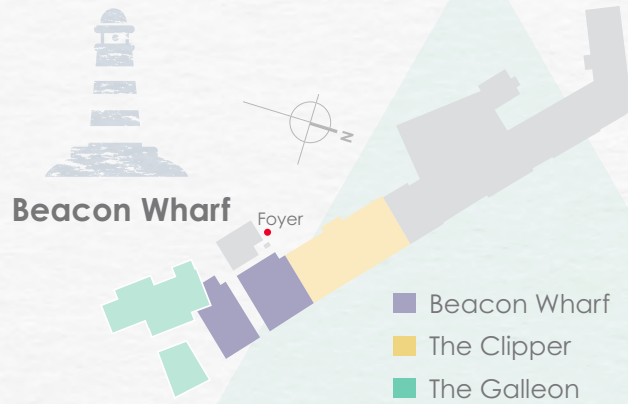 N
Beacon Wharf
Foyer
Beacon Wharf
The Clipper
The Galleon